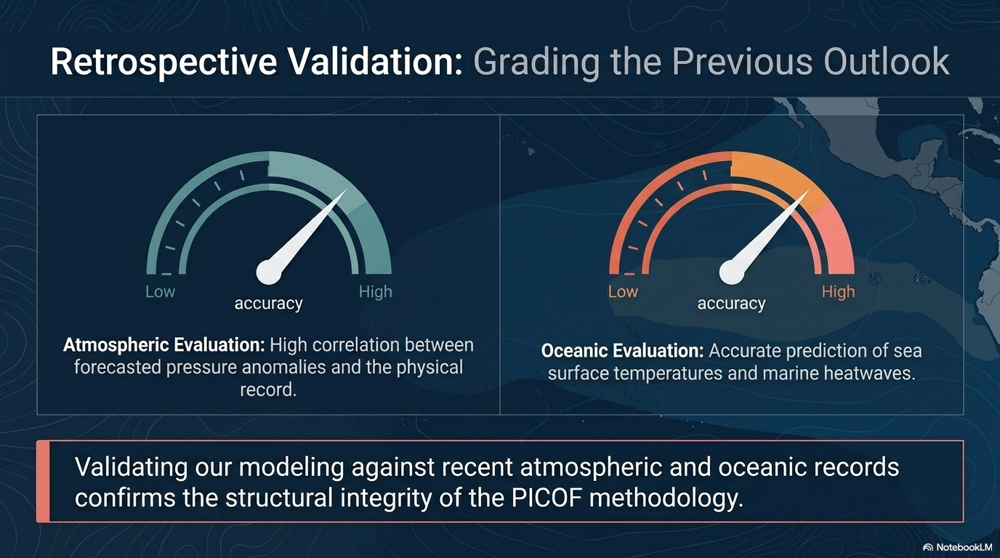 Retrospective Validation: Grading the Previous Outlook
38
30
Low
High
accuracy
Atmospheric Evaluation: High correlation between
forecasted pressure anomalies and the physical
record.
Low
High
accuracy
Oceanic Evaluation: Accurate prediction of sea
surface temperatures and marine heatwaves.
Validating our modeling against recent atmospheric and oceanic records
confirms the structural integrity of the PICOF methodology.
NotebookLM